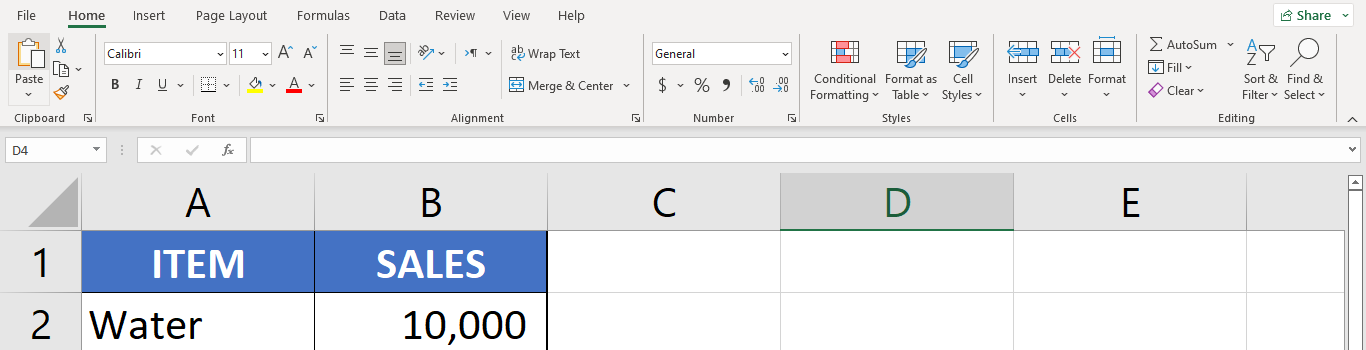 File Home Insert Page Layout Formulas Data Review View Help Share
Calibri 11 A A ab Wrap Text General AutoSum A
Z
Fill
Paste B I U A Merge & Center $ % Conditional Format as Cell Insert Delete Format Clear Sort & Find &
Formatting Table Styles Filter Select
Clipboard Font Alignment Number Styles Cells Editing
D4 fx
A B C D E
1 ITEM SALES
2 Water 10,000